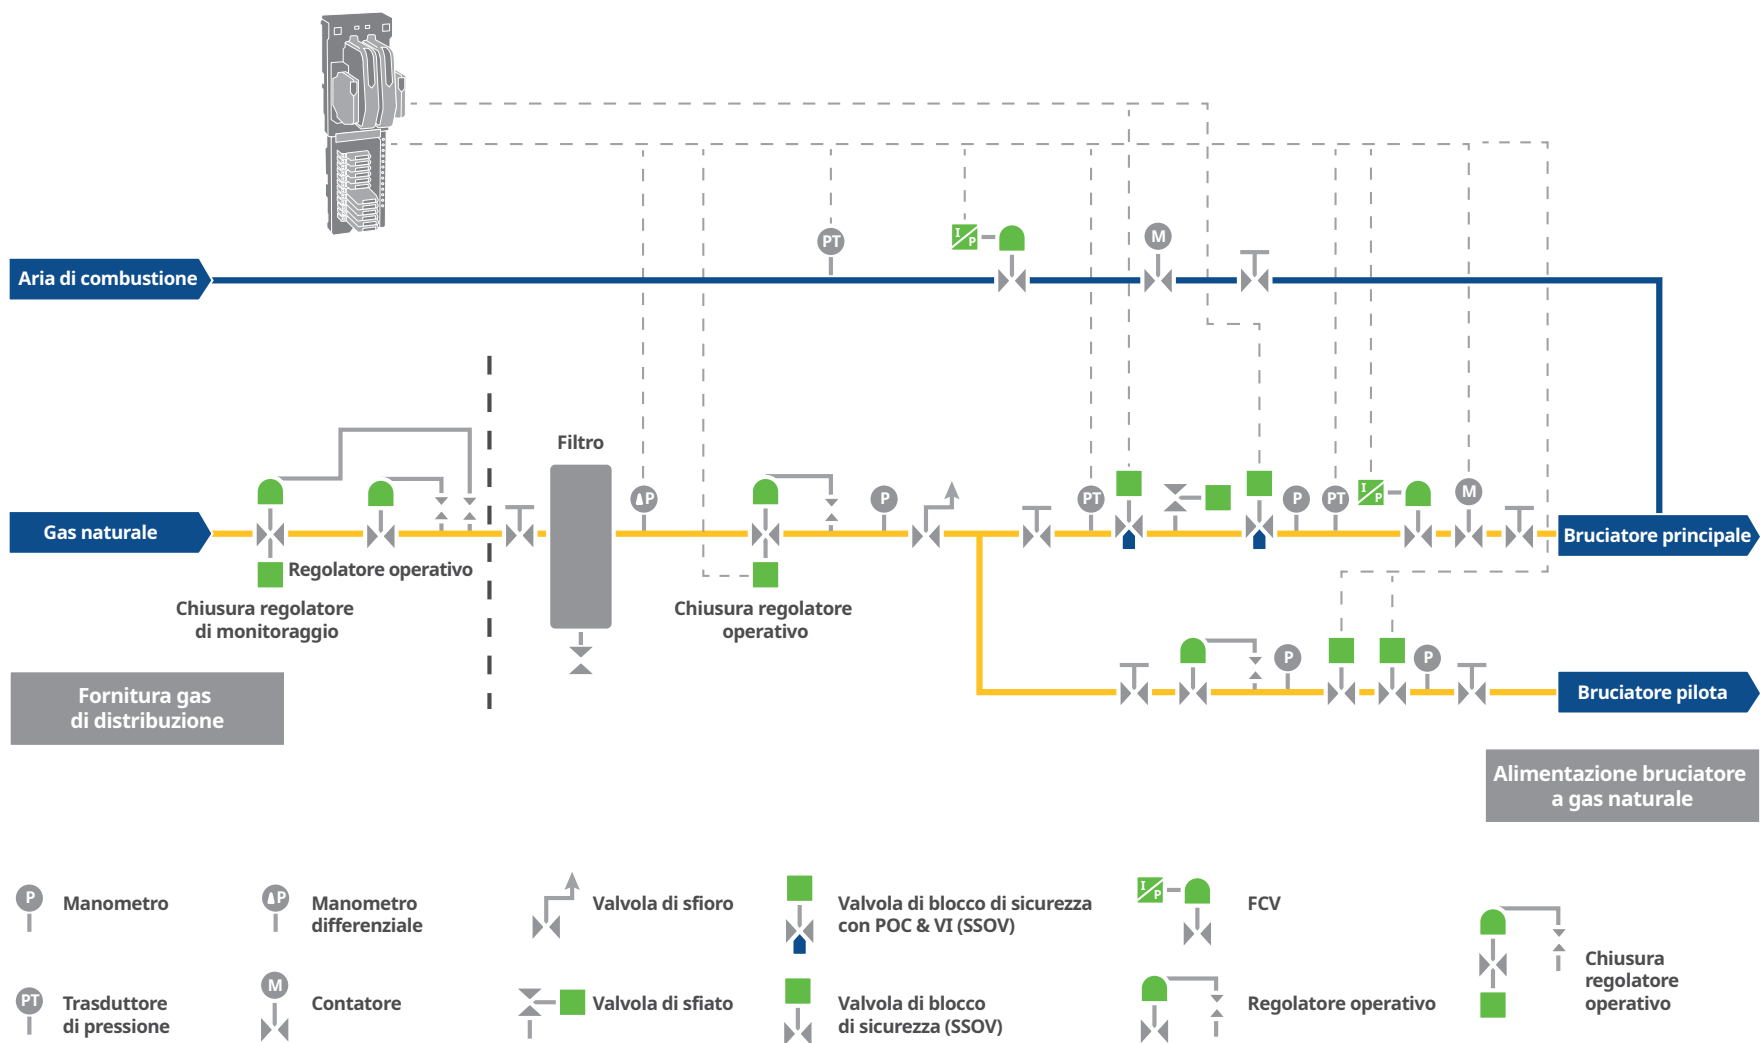 PT
I/P
M
Aria di combustione
Filtro
ΔP
P
PT
P
PT
I/P
M
Gas naturale
Bruciatore principale
Regolatore operativo
Chiusura regolatore
di monitoraggio
Chiusura regolatore
operativo
P
P
Bruciatore pilota
Fornitura gas
di distribuzione
Alimentazione bruciatore
a gas naturale
P
Manometro
ΔP
Manometro
differenziale
Valvola di sfioro
Valvola di blocco di sicurezza
con POC & VI (SSOV)
I/P
FCV
Chiusura
regolatore
operativo
PT
Trasduttore
di pressione
M
Contatore
Valvola di sfiato
Valvola di blocco
di sicurezza (SSOV)
Regolatore operativo